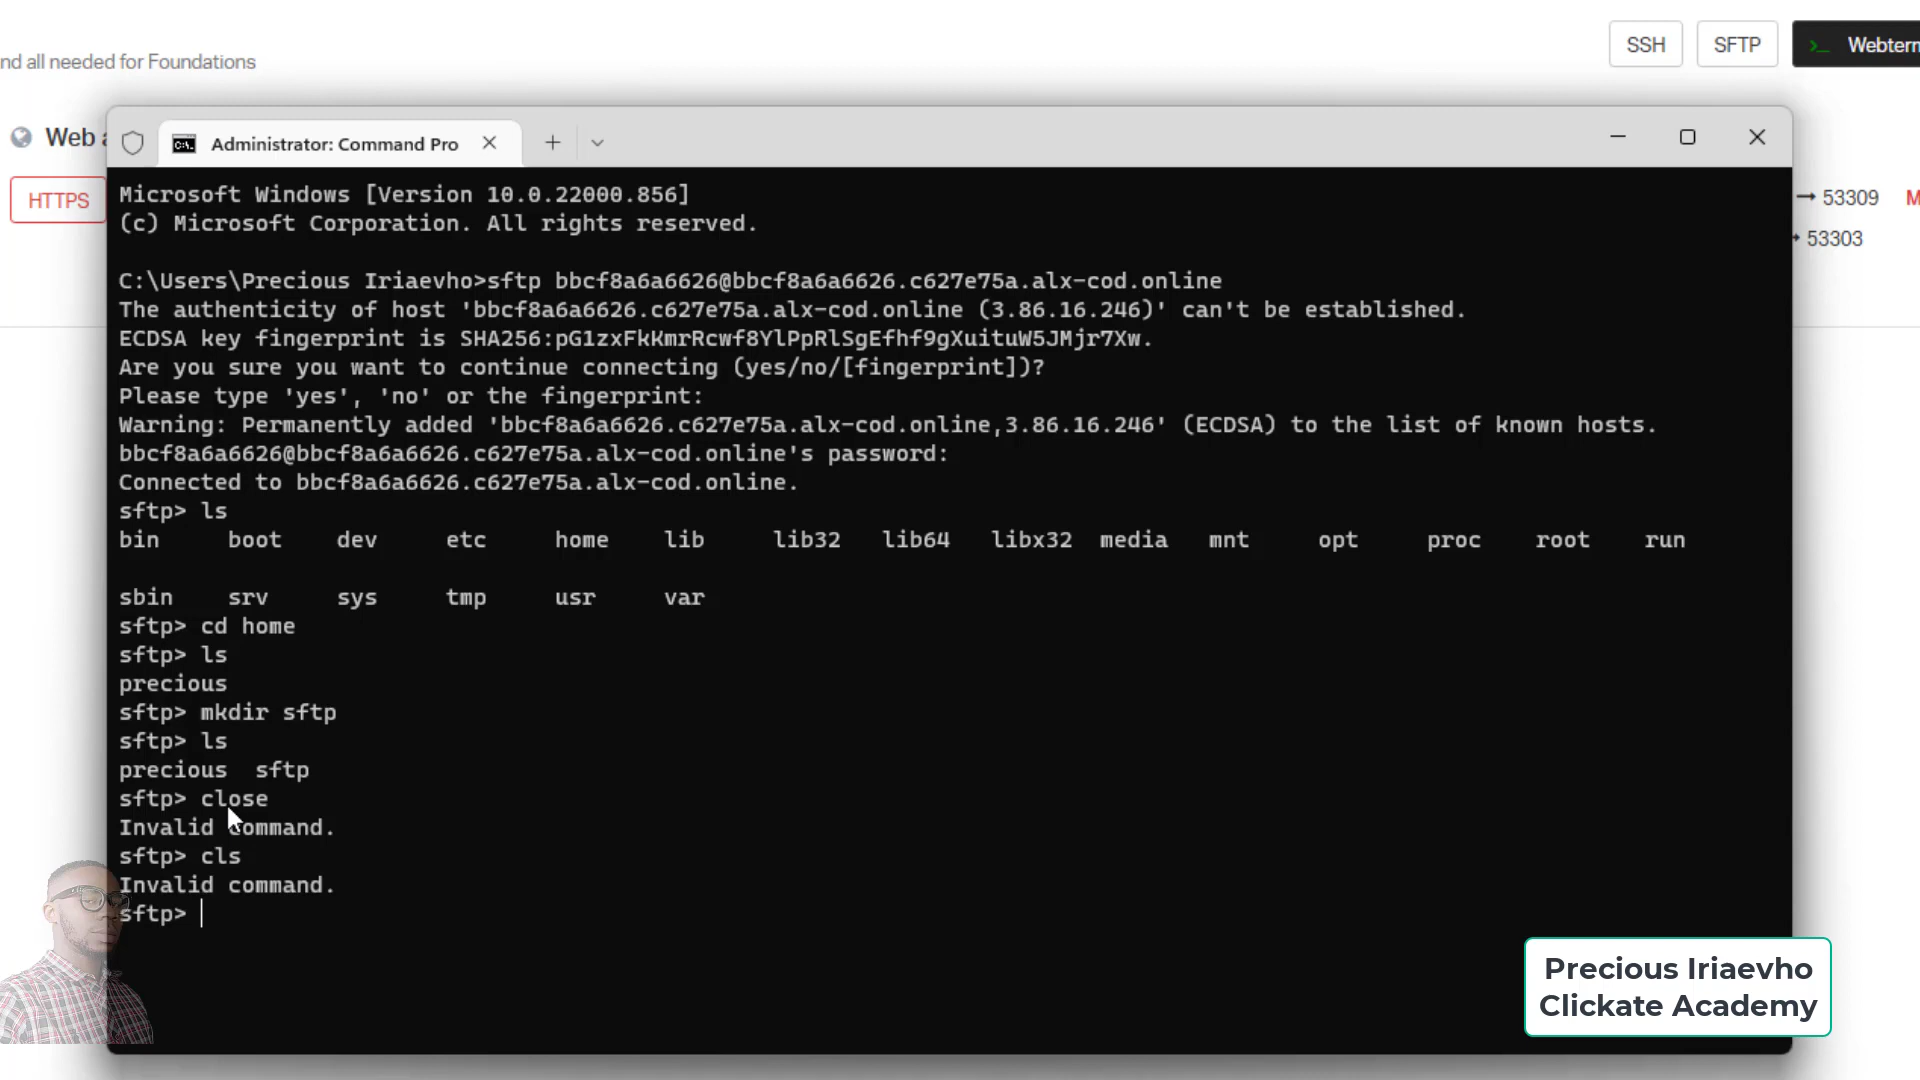 SSH SFTP >_ Webterm
nd all needed for Foundations
Web a
Administrator: Command Pro
HTTPS
→ 53309 M
53303
Microsoft Windows [Version 10.0.22000.856]
(c) Microsoft Corporation. All rights reserved.
C:\Users\Precious Iriaevho>sftp bbcf8a6a6626@bbcf8a6a6626.c627e75a.alx-cod.online
The authenticity of host 'bbcf8a6a6626.c627e75a.alx-cod.online (3.86.16.246)' can't be established.
ECDSA key fingerprint is SHA256:pG1zxFkKmrRcwf8YlPpRlSgEfhf9gXuituW5JMjr7Xw.
Are you sure you want to continue connecting (yes/no/[fingerprint])?
Please type 'yes', 'no' or the fingerprint:
Warning: Permanently added 'bbcf8a6a6626.c627e75a.alx-cod.online,3.86.16.246' (ECDSA) to the list of known hosts.
bbcf8a6a6626@bbcf8a6a6626.c627e75a.alx-cod.online's password:
Connected to bbcf8a6a6626.c627e75a.alx-cod.online.
sftp> ls
bin boot dev etc home lib lib32 lib64 libx32 media mnt opt proc root run
sbin srv sys tmp usr var
sftp> cd home
sftp> ls
precious
sftp> mkdir sftp
sftp> ls
precious sftp
sftp> close
Invalid command.
sftp> cls
Invalid command.
sftp>
Precious Iriaevho
Clickate Academy